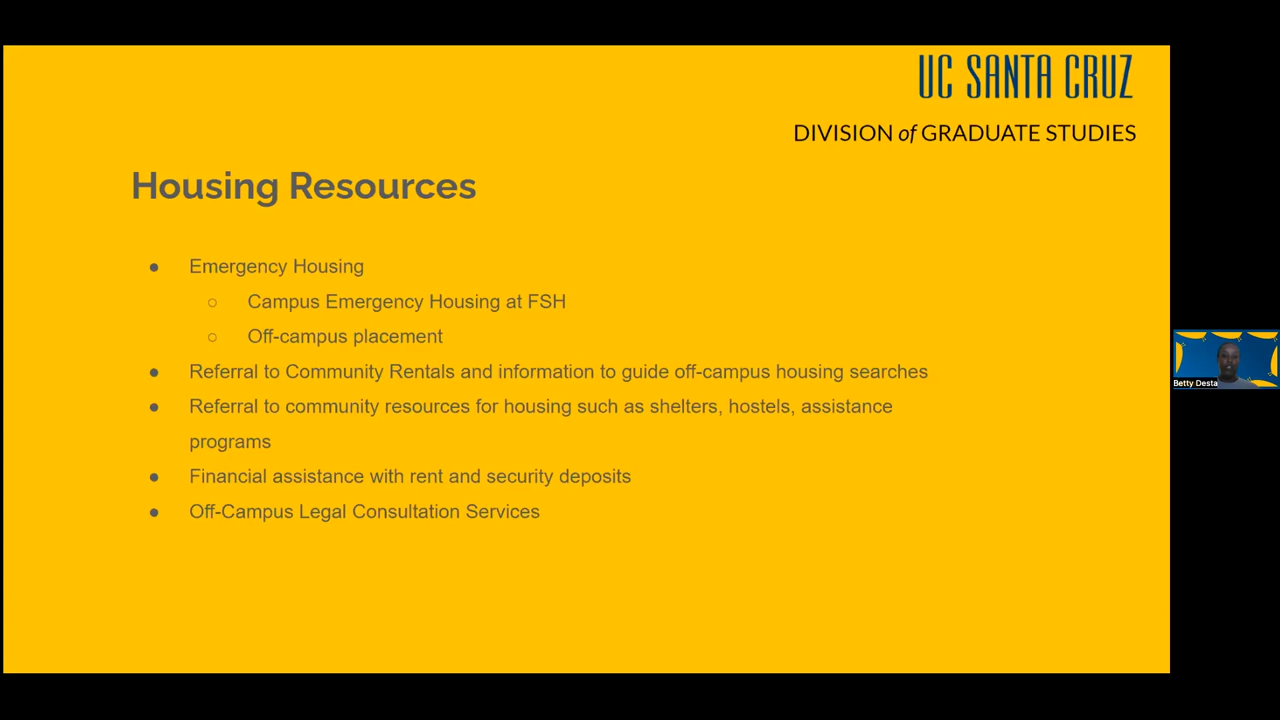 UC SANTA CRUZ
DIVISION of GRADUATE STUDIES
Housing Resources
● Emergency Housing
○ Campus Emergency Housing at FSH
○ Off-campus placement
● Referral to Community Rentals and information to guide off-campus housing searches
● Referral to community resources for housing such as shelters, hostels, assistance
programs
● Financial assistance with rent and security deposits
● Off-Campus Legal Consultation Services
Betty Desta